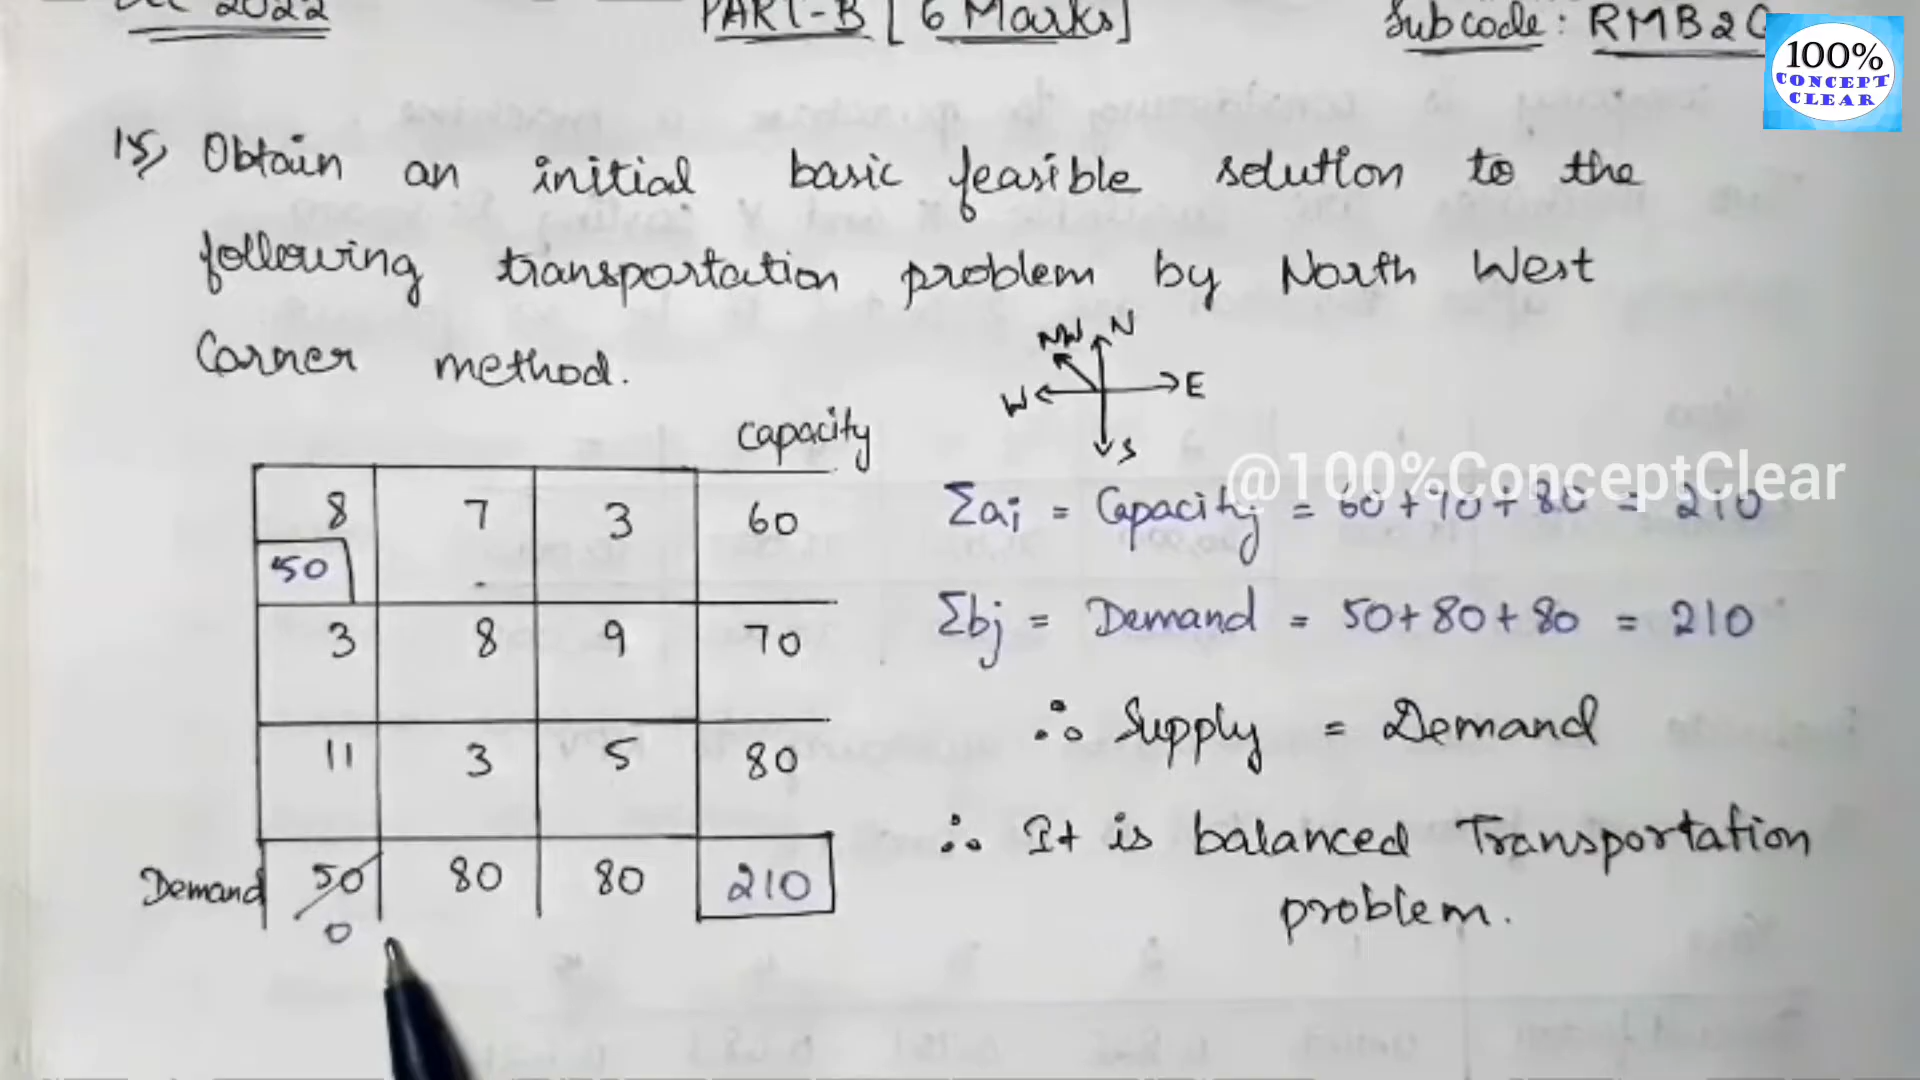 2022
PART-B [ 6 Marks]
Subcode: RMB2
100%
CONCEPT
CLEAR
15, Obtain an initial basic feasible solution to the
following transportation problem by North West
Corner method.
NW N
W E
S
capacity
@100%ConceptClear
8 7 3 60
50
3 8 9 70
11 3 5 80
Demand 50 80 80 210
0
Σai = Capacity = 60+70+80 = 210
Σbj = Demand = 50+80+80 = 210
∴ Supply = Demand
∴ It is balanced Transportation
problem.